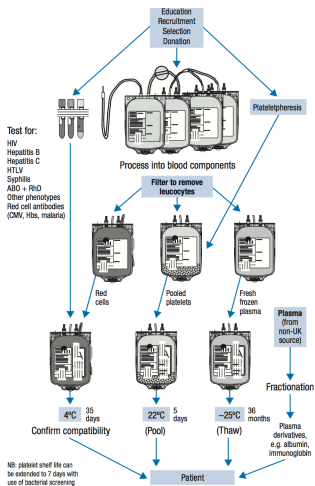 Education
Recruitment
Selection
Donation
Plateletpheresis
Test for:
HIV
Hepatitis B
Hepatitis C
HTLV
Syphilis
ABO + RhD
Other phenotypes
Red cell antibodies
(CMV, Hbs, malaria)
Process into blood components
Filter to remove
leucocytes
Red
cells
Pooled
platelets
Fresh
frozen
plasma
Plasma
(from
non-UK
source)
4ºC
35
days
22ºC
5
days
–25ºC
36
months
Fractionation
Confirm compatibility
(Pool)
(Thaw)
Plasma
derivatives,
e.g. albumin,
immunoglobin
NB: platelet shelf life can
be extended to 7 days with
use of bacterial screening
Patient